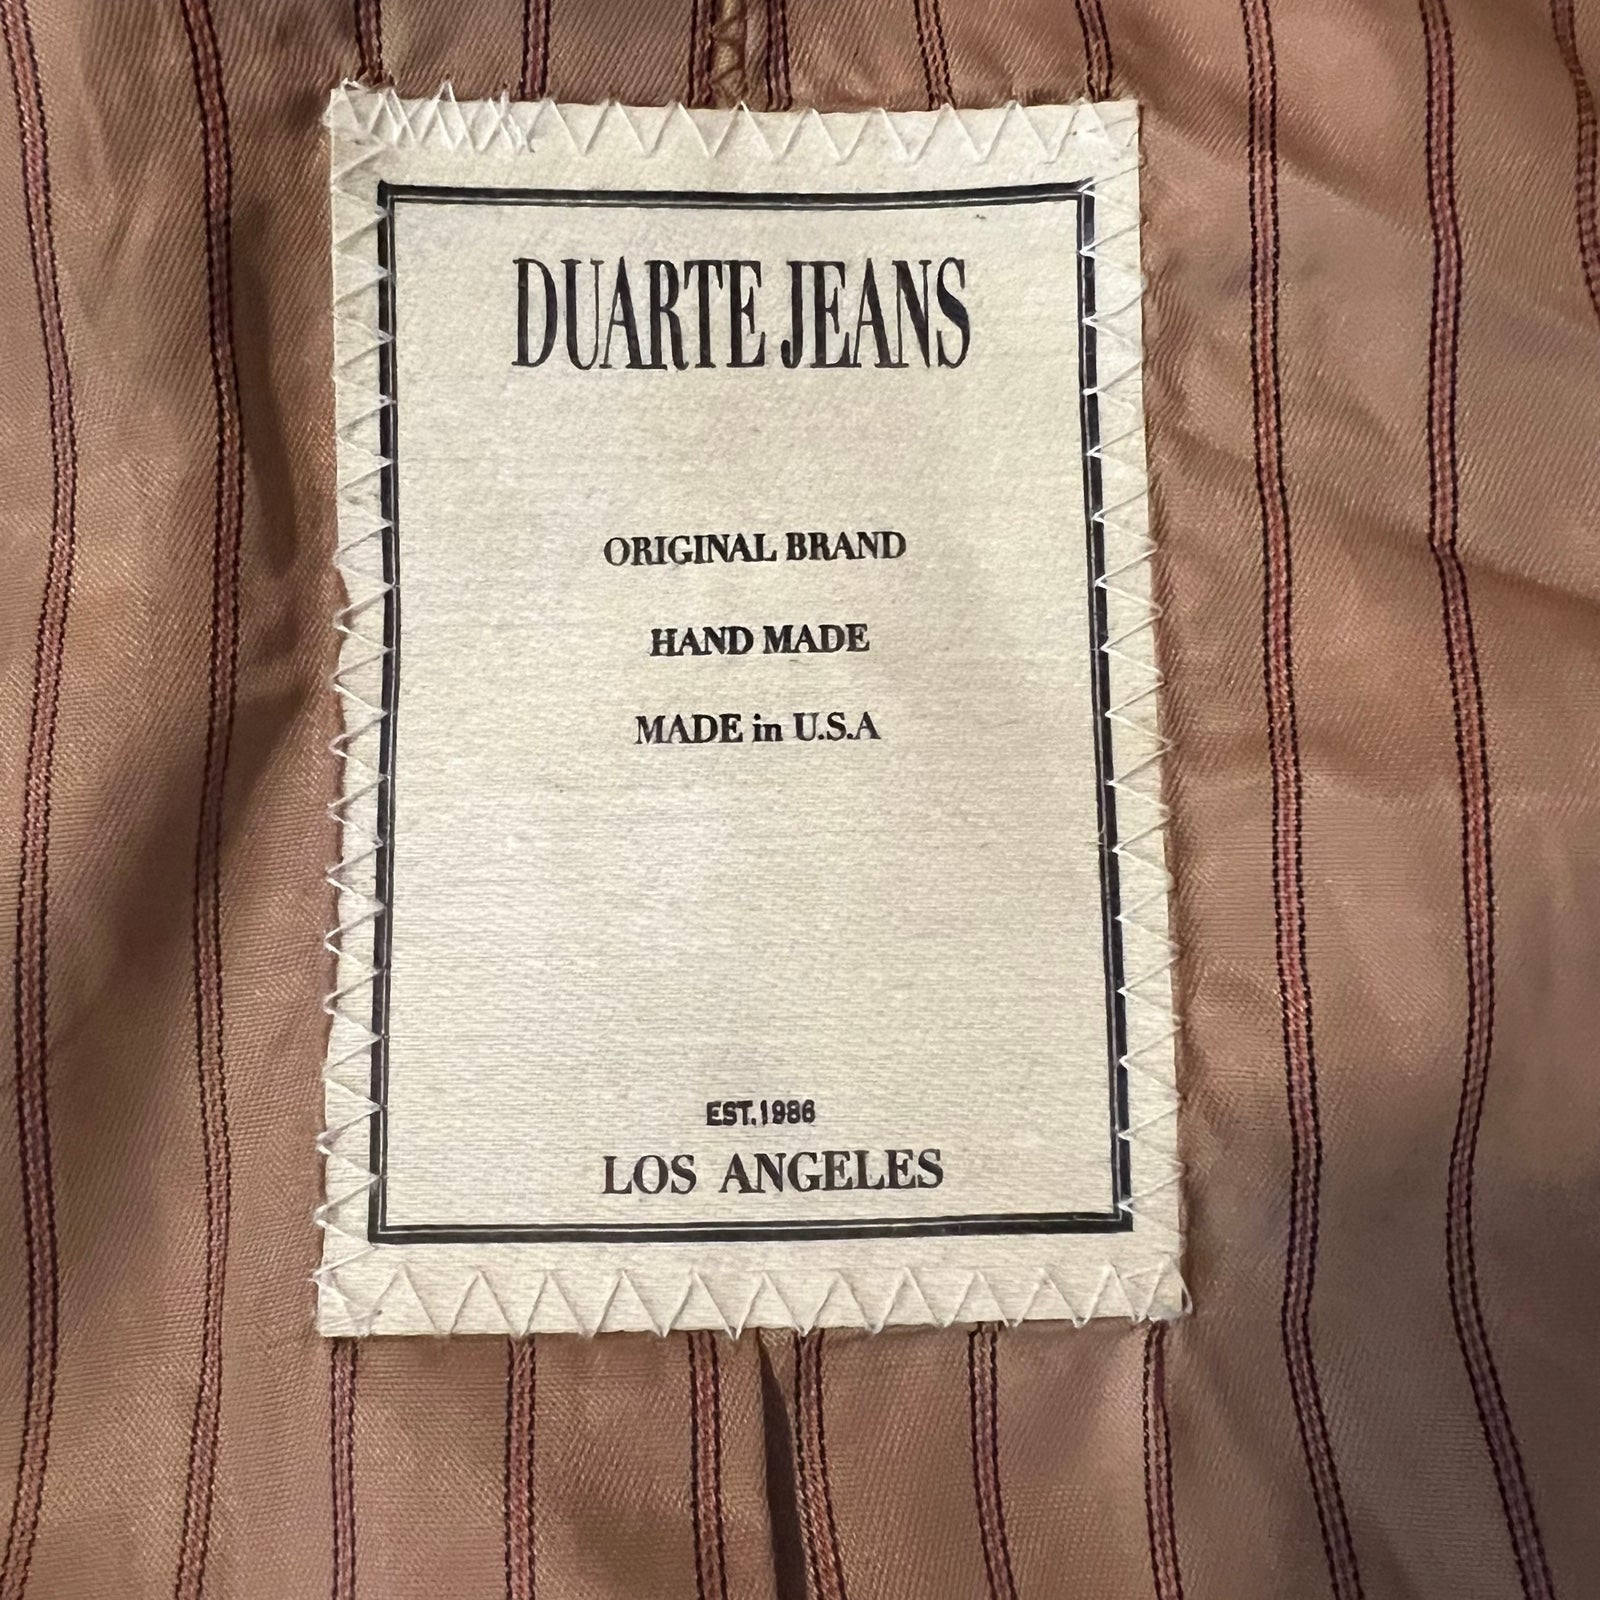 DUARTE JEANS
ORIGINAL BRAND
HAND MADE
MADE in U.S.A
EST.1986
LOS ANGELES